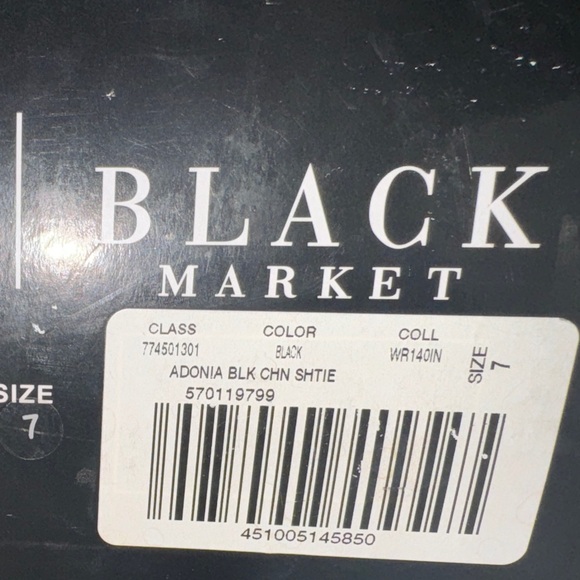 BLACK
MARKET
CLASS COLOR COLL
774501301 BLACK WR140IN
SIZE 7
ADONIA BLK CHN SHTIE
570119799
451005145850
SIZE
7